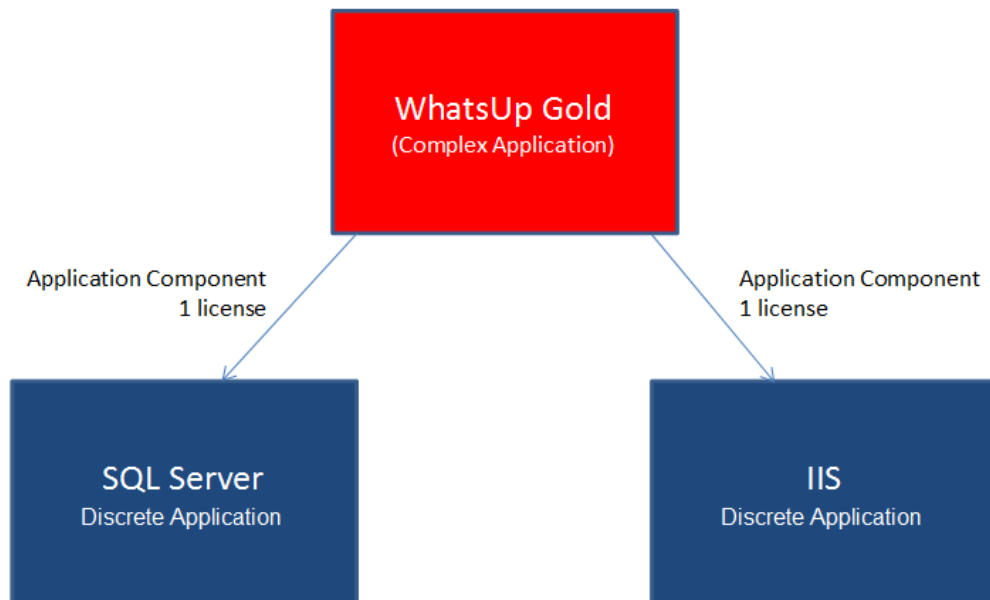 WhatsUp Gold
(Complex Application)
Application Component
1 license
Application Component
1 license
SQL Server
Discrete Application
IIS
Discrete Application